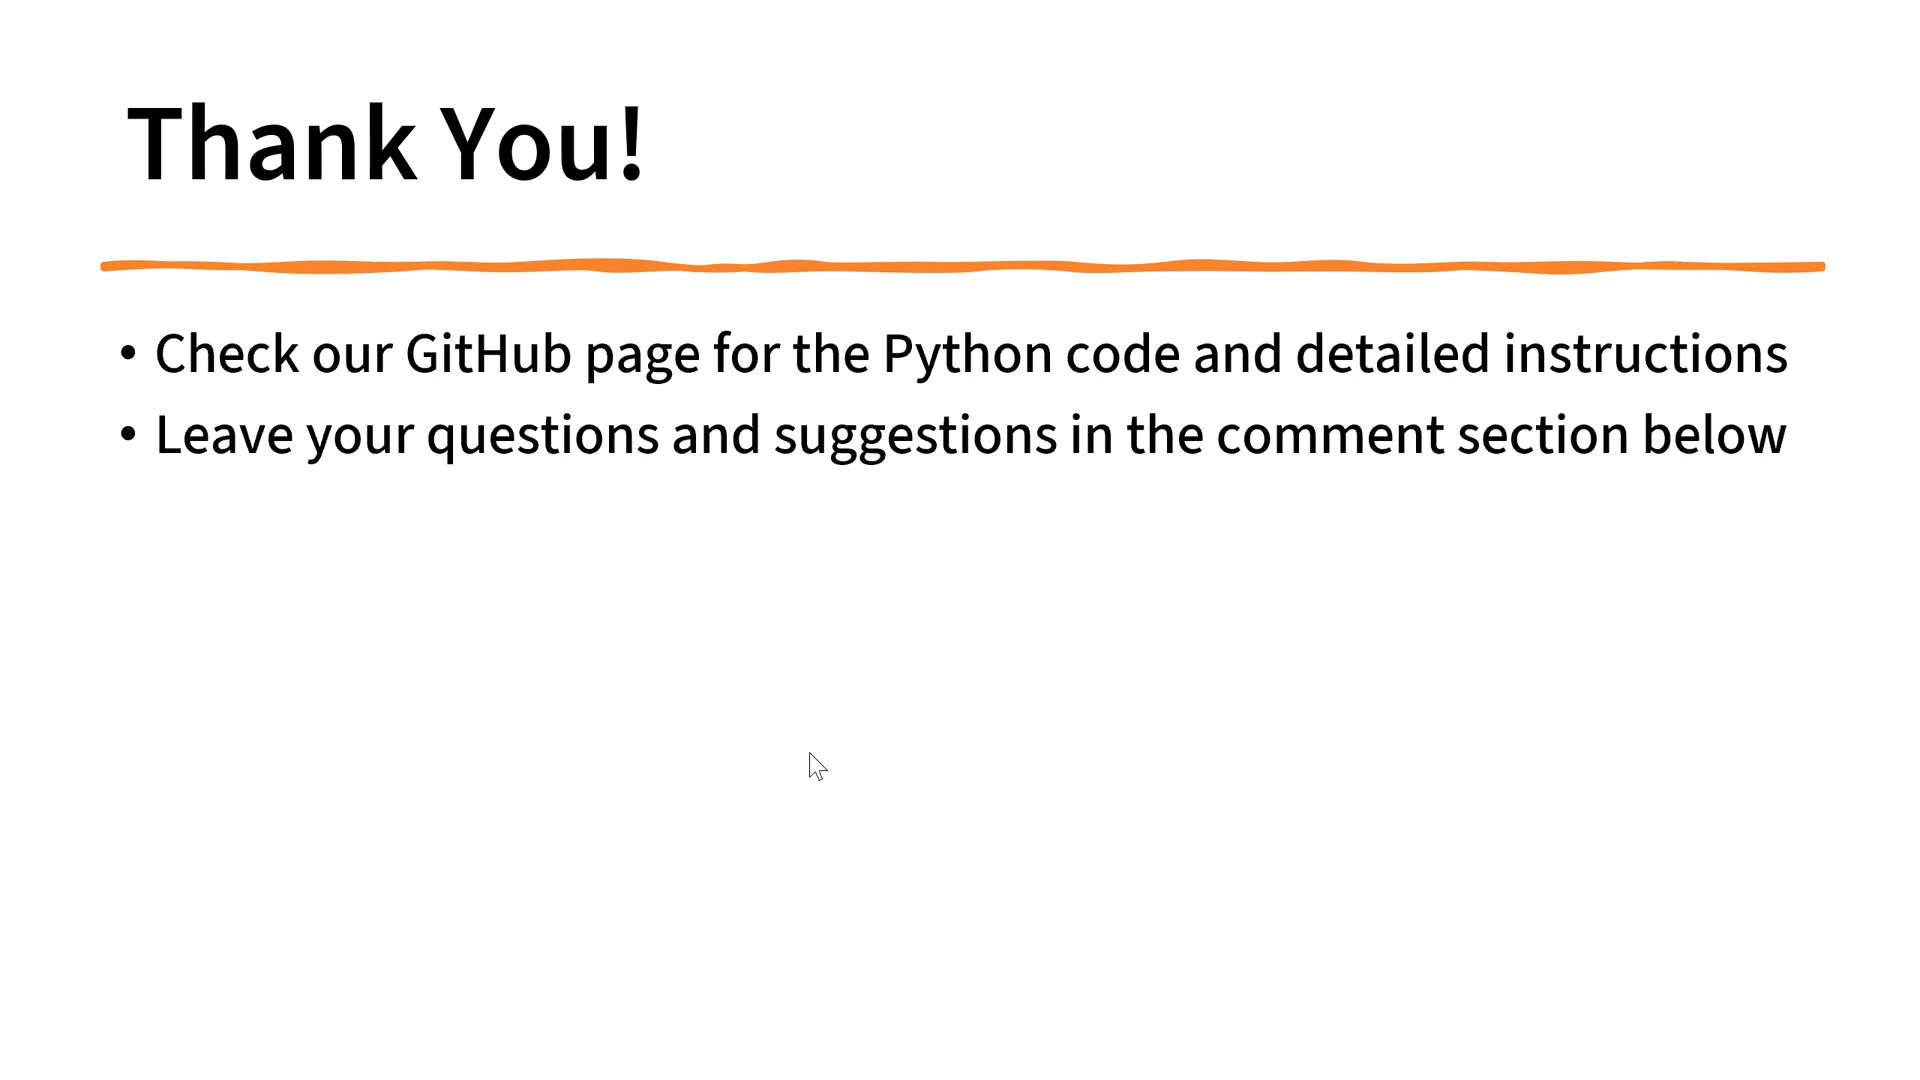 Thank You!
• Check our GitHub page for the Python code and detailed instructions
• Leave your questions and suggestions in the comment section below